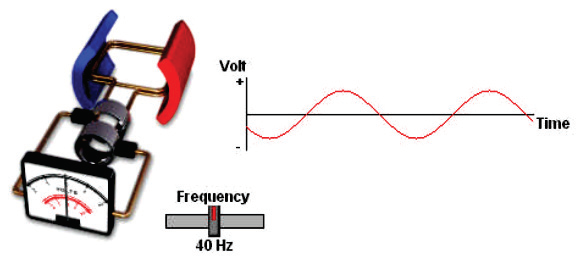 Volt
+
Time
-
VOLTS
Frequency
40 Hz